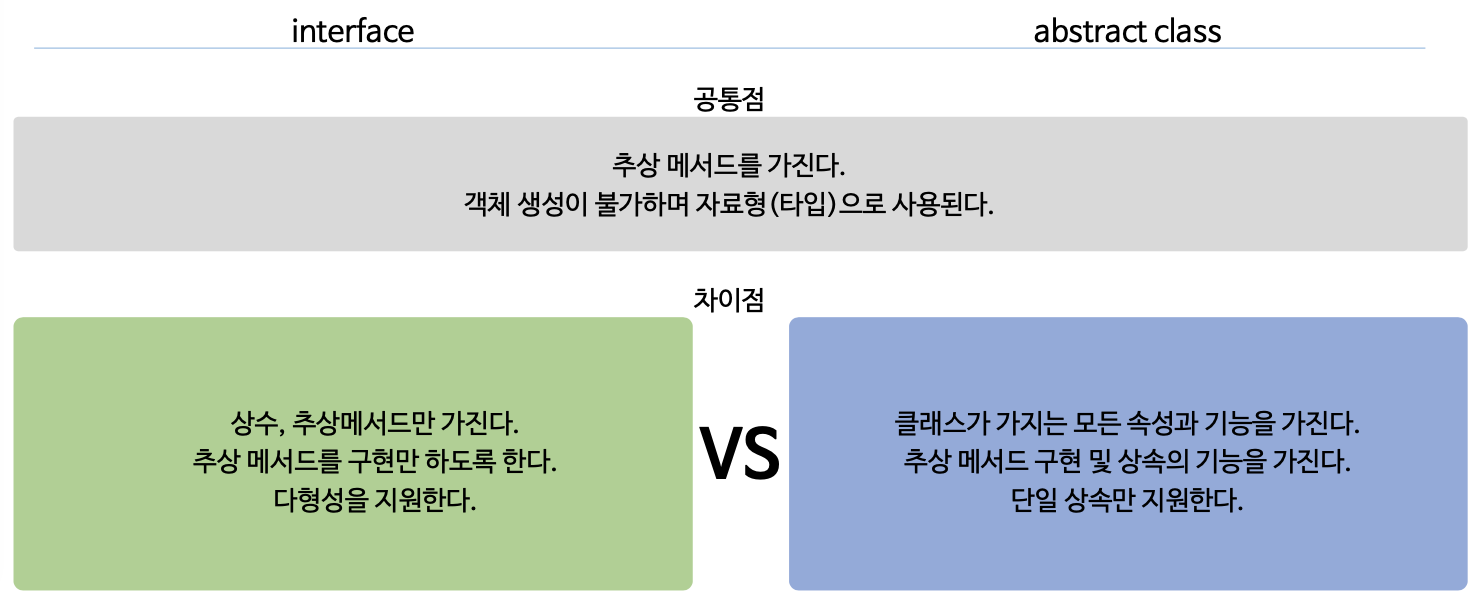 interface
abstract class
공통점
추상 메서드를 가진다.
객체 생성이 불가하며 자료형(타입)으로 사용된다.
차이점
상수, 추상메서드만 가진다.
추상 메서드를 구현만 하도록 한다.
다형성을 지원한다.
VS
클래스가 가지는 모든 속성과 기능을 가진다.
추상 메서드 구현 및 상속의 기능을 가진다.
단일 상속만 지원한다.